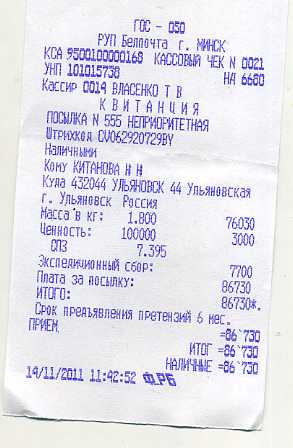 ГОС - 050
РУП Белпочта г. МИНСК
КСА 9500100000168 КАССОВЫЙ ЧЕК N 0021
УНП 101015738 НА 6680
Кассир 0014 ВЛАСЕНКО Т В
К В И Т А Н Ц И Я
ПОСЫЛКА N 555 НЕПРИОРИТЕТНАЯ
Штрихкод CV062920729BY
Наличными
Кому КИТАНОВА Н Н
Куда 432044 УЛЬЯНОВСК 44 Ульяновская
г. Ульяновск Россия
Масса в кг: 1.800 76030
Ценность: 100000 3000
СПЗ 7.395
Экспедиционный сбор: 7700
Плата за посылку: 86730
ИТОГО: 86730*.
Срок предъявления претензий 6 мес.
ПРИЕМ =86`730
ИТОГ =86`730
НАЛИЧНЫЕ =86`730
14/11/2011 11:42:52 ФРБ